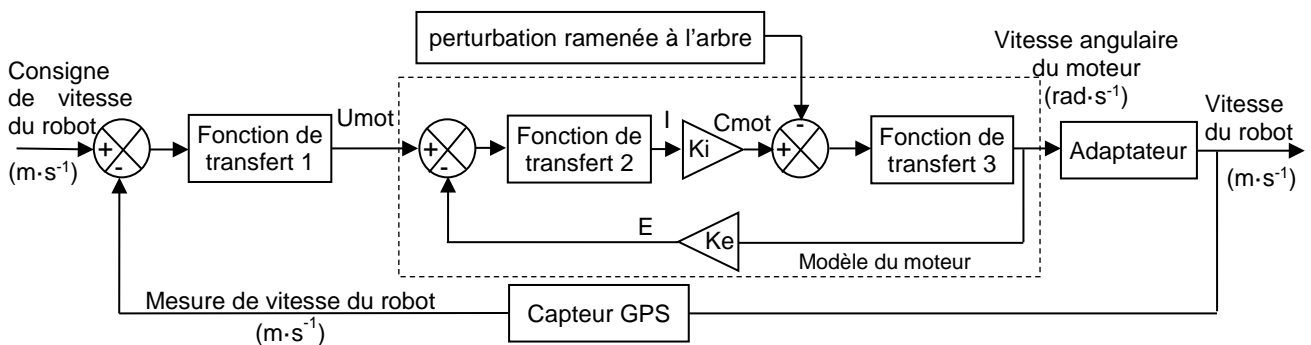 perturbation ramenée à l'arbre
Vitesse angulaire
du moteur
(rad·s⁻¹)
Consigne
de vitesse
du robot
(m·s⁻¹)
+
-
Fonction de
transfert 1
Umot
+
-
Fonction de
transfert 2
I
Ki
Cmot
-
+
Fonction de
transfert 3
Adaptateur
Vitesse
du robot
(m·s⁻¹)
E
Ke
Modèle du moteur
Mesure de vitesse du robot
(m·s⁻¹)
Capteur GPS